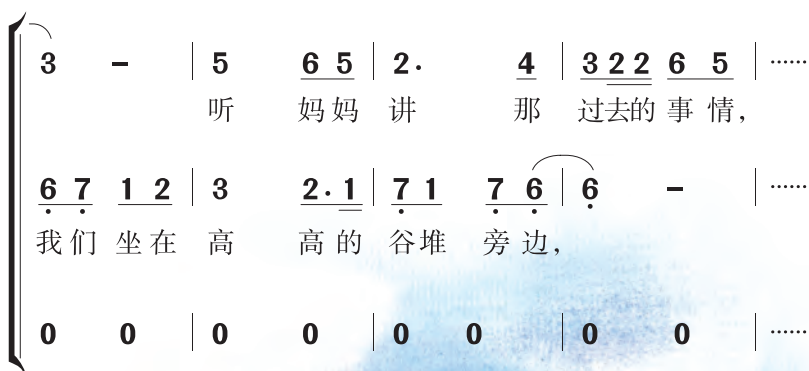 3 – | 5 6 5 | 2. 4 | 3 2 2 6 5 | ······
听 妈妈 讲 那 过去的 事 情,
6 7 1 2 | 3 2. 1 | 7 1 7 6 | 6 – | ······
我们 坐在 高 高的 谷堆 旁边,
0 0 | 0 0 | 0 0 | 0 0 | ······